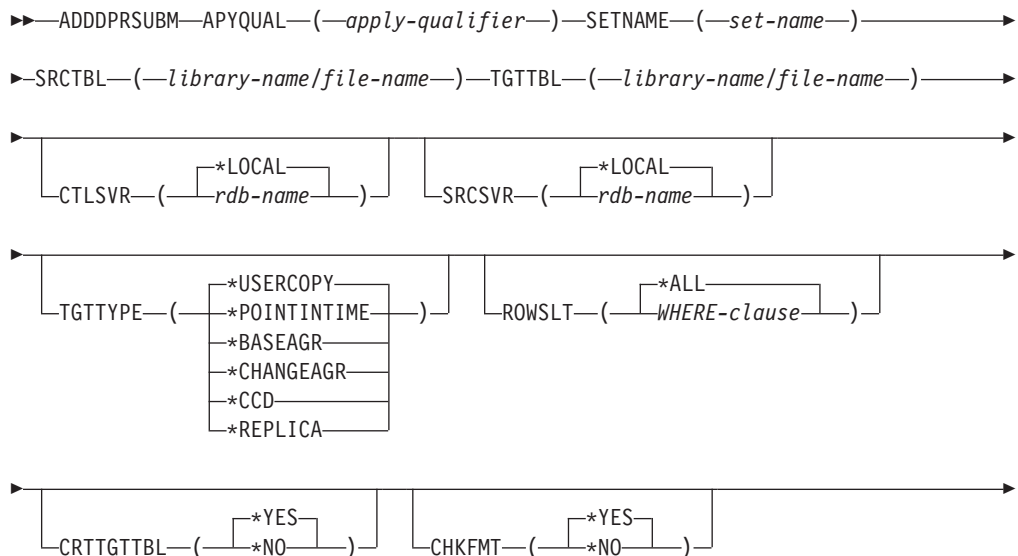 ADDDPRSUBM APYQUAL ( apply-qualifier ) SETNAME ( set-name )
SRCTBL ( library-name/file-name ) TGTTBL ( library-name/file-name )
*LOCAL *LOCAL
CTLSVR ( rdb-name ) SRCSVR ( rdb-name )
*USERCOPY *ALL
TGTTYPE ( *POINTINTIME ) ROWSLT ( WHERE-clause )
*BASEAGR
*CHANGEAGR
*CCD
*REPLICA
*YES *YES
CRTTGTTBL ( *NO ) CHKFMT ( *NO )